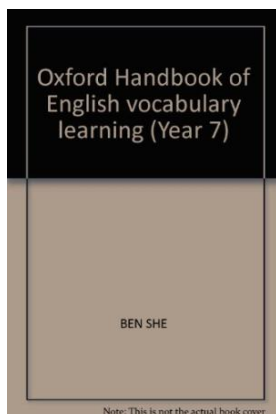 Oxford Handbook of
English vocabulary
learning (Year 7)
BEN SHE
Note: This is not the actual book cover